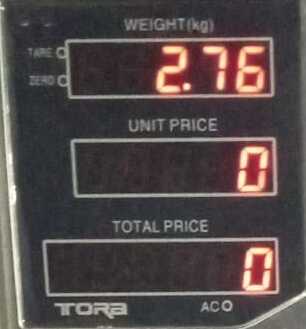 WEIGHT(kg)
TARE
ZERO
2.76
UNIT PRICE
0
TOTAL PRICE
0
TORA
AC